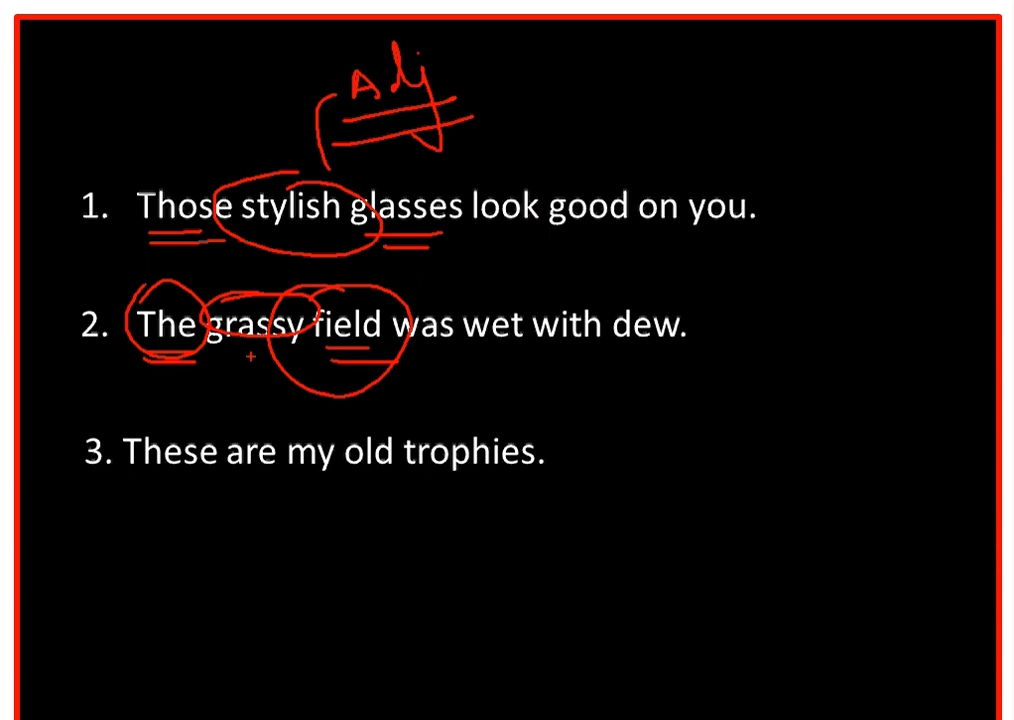 Adj
1. Those stylish glasses look good on you.
2. The grassy field was wet with dew.
3. These are my old trophies.